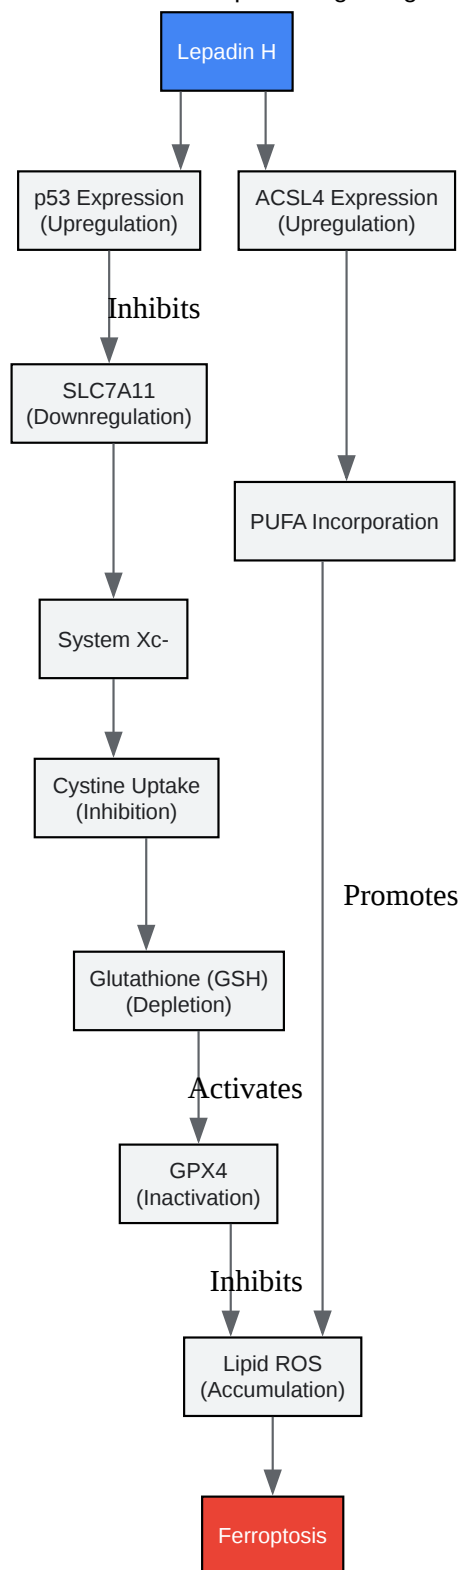 Lepadin H
p53 Expression
(Upregulation)
ACSL4 Expression
(Upregulation)
Inhibits
SLC7A11
(Downregulation)
PUFA Incorporation
System Xc-
Cystine Uptake
(Inhibition)
Promotes
Glutathione (GSH)
(Depletion)
Activates
GPX4
(Inactivation)
Inhibits
Lipid ROS
(Accumulation)
Ferroptosis